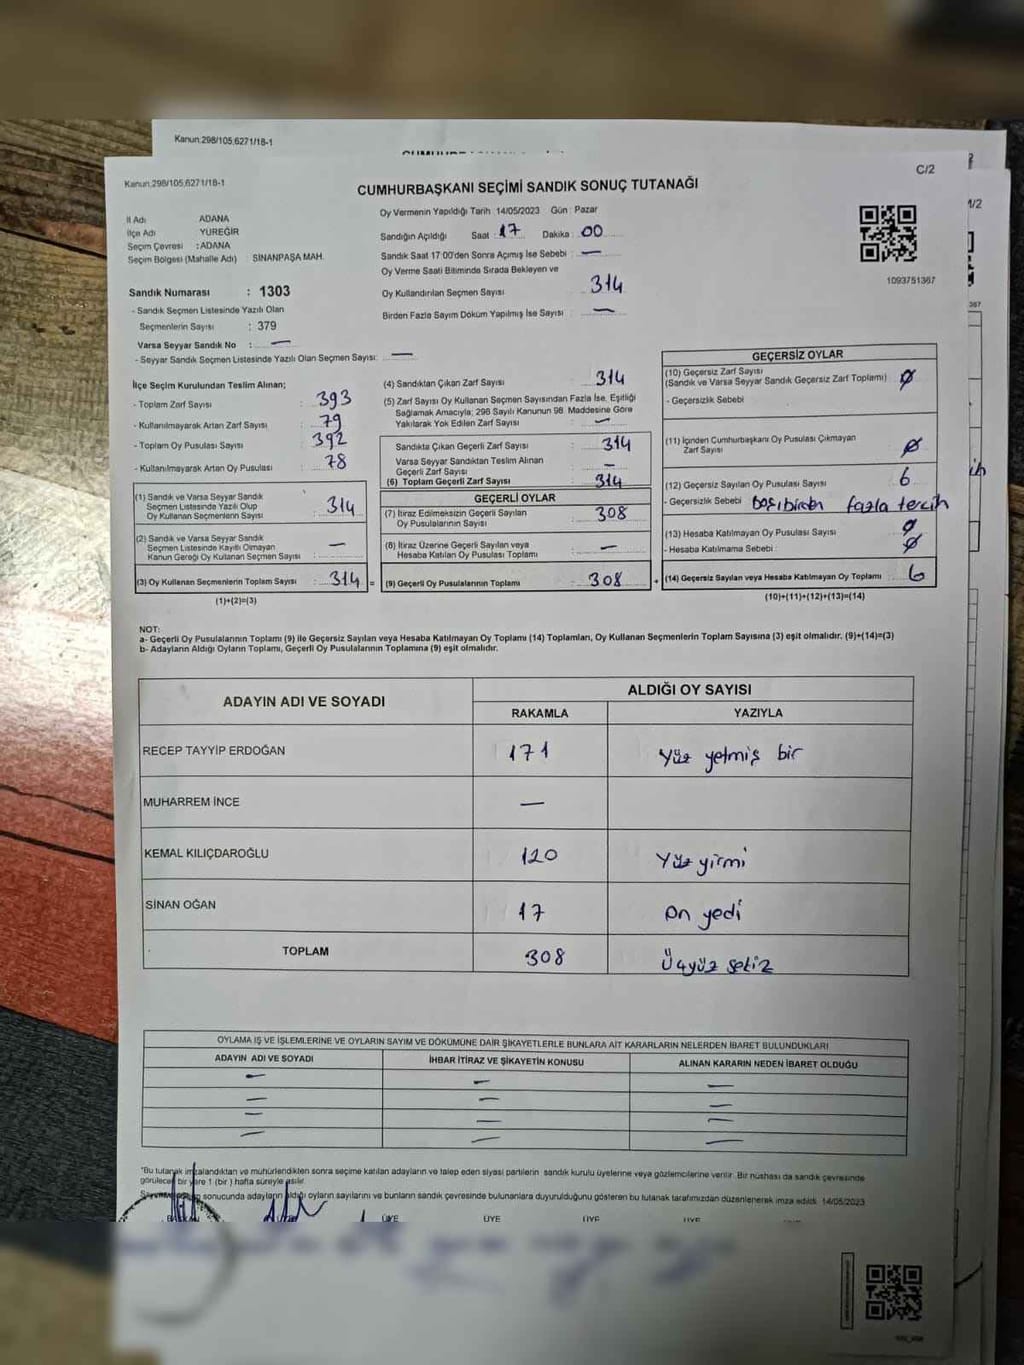 Kanun:298/105,6271/18-1
Kanun:298/105,6271/18-1
C/2
CUMHURBAŞKANI SEÇİMİ SANDIK SONUÇ TUTANAĞI
İl Adı ADANA
İlçe Adı YÜREĞİR
Seçim Çevresi : ADANA
Seçim Bölgesi (Mahalle Adı) : SİNANPAŞA MAH.
Sandık Numarası : 1303
- Sandık Seçmen Listesinde Yazılı Olan
Seçmenlerin Sayısı : 379
Varsa Seyyar Sandık No : —
- Seyyar Sandık Seçmen Listesinde Yazılı Olan Seçmen Sayısı: —
Oy Vermenin Yapıldığı Tarih :14/05/2023 Gün : Pazar
Sandığın Açıldığı Saat : 17 Dakika : 00
Sandık Saat 17:00'den Sonra Açmış İse Sebebi : —
Oy Verme Saati Bitiminde Sırada Bekleyen ve
Oy Kullandırılan Seçmen Sayısı : 314
Birden Fazla Sayım Döküm Yapılmış İse Sayısı : —
1093751367
İlçe Seçim Kurulundan Teslim Alınan;
- Toplam Zarf Sayısı : 393
- Kullanılmayarak Artan Zarf Sayısı : 79
- Toplam Oy Pusulası Sayısı : 392
- Kullanılmayarak Artan Oy Pusulası : 78
(1) Sandık ve Varsa Seyyar Sandık
Seçmen Listesinde Yazılı Olup
Oy Kullanan Seçmenlerin Sayısı : 314
(2) Sandık ve Varsa Seyyar Sandık
Seçmen Listesinde Kayıtlı Olmayan
Kanun Gereği Oy Kullanan Seçmen Sayısı : —
(3) Oy Kullanan Seçmenlerin Toplam Sayısı : 314 =
(1)+(2)=(3)
(4) Sandıktan Çıkan Zarf Sayısı : 314
(5) Zarf Sayısı Oy Kullanan Seçmen Sayısından Fazla İse, Eşitliği
Sağlamak Amacıyla; 298 Sayılı Kanunun 98. Maddesine Göre
Yakılarak Yok Edilen Zarf Sayısı : —
Sandıkta Çıkan Geçerli Zarf Sayısı : 314
Varsa Seyyar Sandıktan Teslim Alınan
Geçerli Zarf Sayısı : —
(6) Toplam Geçerli Zarf Sayısı : 314
GEÇERLİ OYLAR
(7) İtiraz Edilmeksizin Geçerli Sayılan
Oy Pusulalarının Sayısı : 308
(8) İtiraz Üzerine Geçerli Sayılan veya
Hesaba Katılan Oy Pusulası Toplamı : —
(9) Geçerli Oy Pusulalarının Toplamı : 308 +
GEÇERSİZ OYLAR
(10) Geçersiz Zarf Sayısı
(Sandık ve Varsa Seyyar Sandık Geçersiz Zarf Toplamı) : 0
- Geçersizlik Sebebi
(11) İçinden Cumhurbaşkanı Oy Pusulası Çıkmayan
Zarf Sayısı : 0
(12) Geçersiz Sayılan Oy Pusulası Sayısı : 6
- Geçersizlik Sebebi fazla tercih
(13) Hesaba Katılmayan Oy Pusulası Sayısı : 0
- Hesaba Katılmama Sebebi : 0
(14) Geçersiz Sayılan veya Hesaba Katılmayan Oy Toplamı : 6
(10)+(11)+(12)+(13)=(14)
NOT:
a- Geçerli Oy Pusulalarının Toplamı (9) ile Geçersiz Sayılan veya Hesaba Katılmayan Oy Toplamı (14) Toplamları, Oy Kullanan Seçmenlerin Toplam Sayısına (3) eşit olmalıdır. (9)+(14)=(3)
b- Adayların Aldığı Oyların Toplamı, Geçerli Oy Pusulalarının Toplamına (9) eşit olmalıdır.
ADAYIN ADI VE SOYADI ALDIĞI OY SAYISI
RAKAMLA YAZIYLA
RECEP TAYYİP ERDOĞAN 171 yüz yetmiş bir
MUHARREM İNCE —
KEMAL KILIÇDAROĞLU 120 yüz yirmi
SİNAN OĞAN 17 on yedi
TOPLAM 308 Üçyüz sekiz
OYLAMA İŞ VE İŞLEMLERİNE VE OYLARIN SAYIM VE DÖKÜMÜNE DAİR ŞİKAYETLERLE BUNLARA AİT KARARLARIN NELERDEN İBARET BULUNDUKLARI
ADAYIN ADI VE SOYADI İHBAR İTİRAZ VE ŞİKAYETİN KONUSU ALINAN KARARIN NEDEN İBARET OLDUĞU
— — —
— — —
— — —
— — —
*Bu tutanak imzalandıktan ve mühürlendikten sonra seçime katılan adayların ve talep eden siyasi partilerin sandık kurulu üyelerine veya gözlemcilerine verilir. Bir nüshası da sandık çevresinde
görülecek bir yere 1 (bir) hafta süreyle asılır.
sonucunda adayların aldığı oyların sayılarını ve bunların sandık çevresinde bulunanlara duyurulduğunu gösteren bu tutanak tarafımızdan düzenlenerek imza edildi. 14/05/2023
BAŞKAN ÜYE ÜYE ÜYE ÜYE